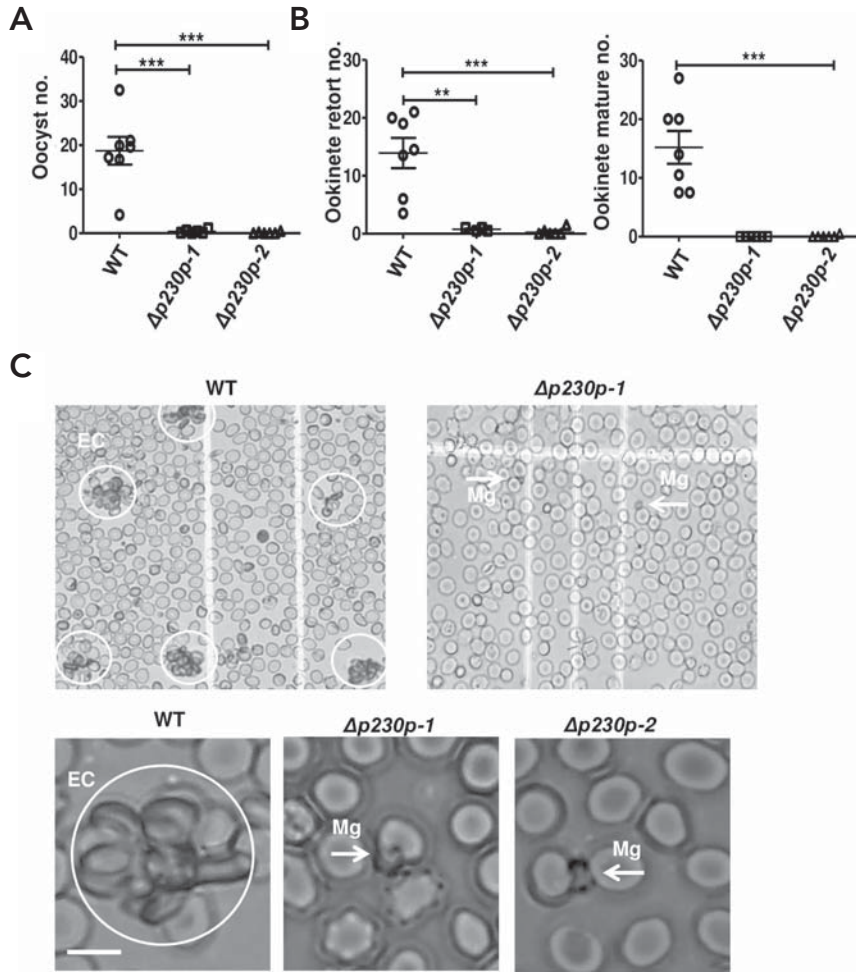 A
B
***
***
Oocyst no.
40
30
20
10
0
WT
Δp230p-1
Δp230p-2
***
**
Ookinete retort no.
30
20
10
0
WT
Δp230p-1
Δp230p-2
***
Ookinete mature no.
30
20
10
0
WT
Δp230p-1
Δp230p-2
C
WT
Δp230p-1
EC
Mg
Mg
WT
Δp230p-1
Δp230p-2
EC
Mg
Mg